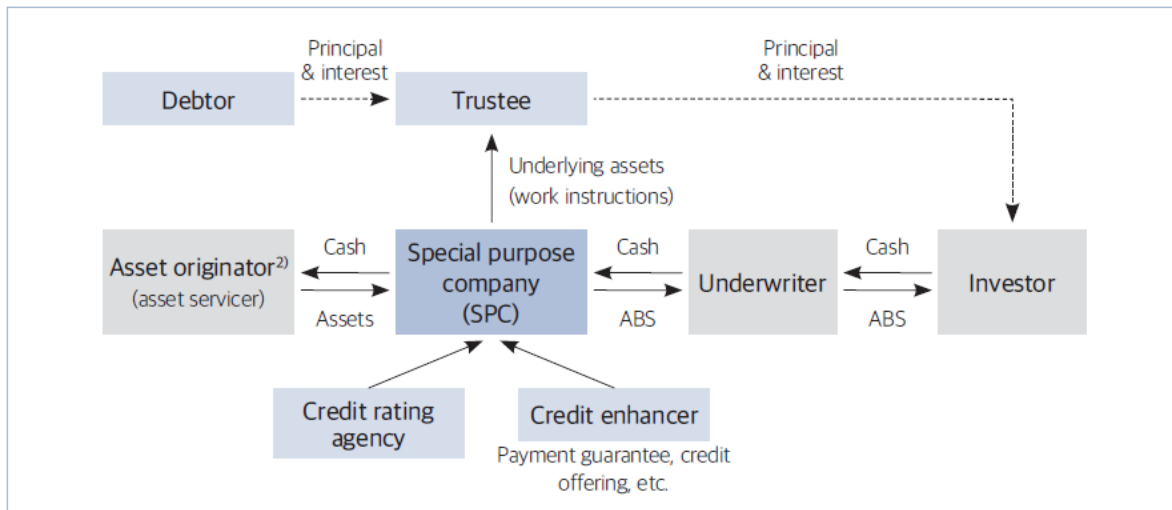 Principal
& interest
Principal
& interest
Debtor
Trustee
Underlying assets
(work instructions)
Asset originator²⁾
(asset servicer)
Cash
Assets
Special purpose
company
(SPC)
Cash
ABS
Underwriter
Cash
ABS
Investor
Credit rating
agency
Credit enhancer
Payment guarantee, credit
offering, etc.